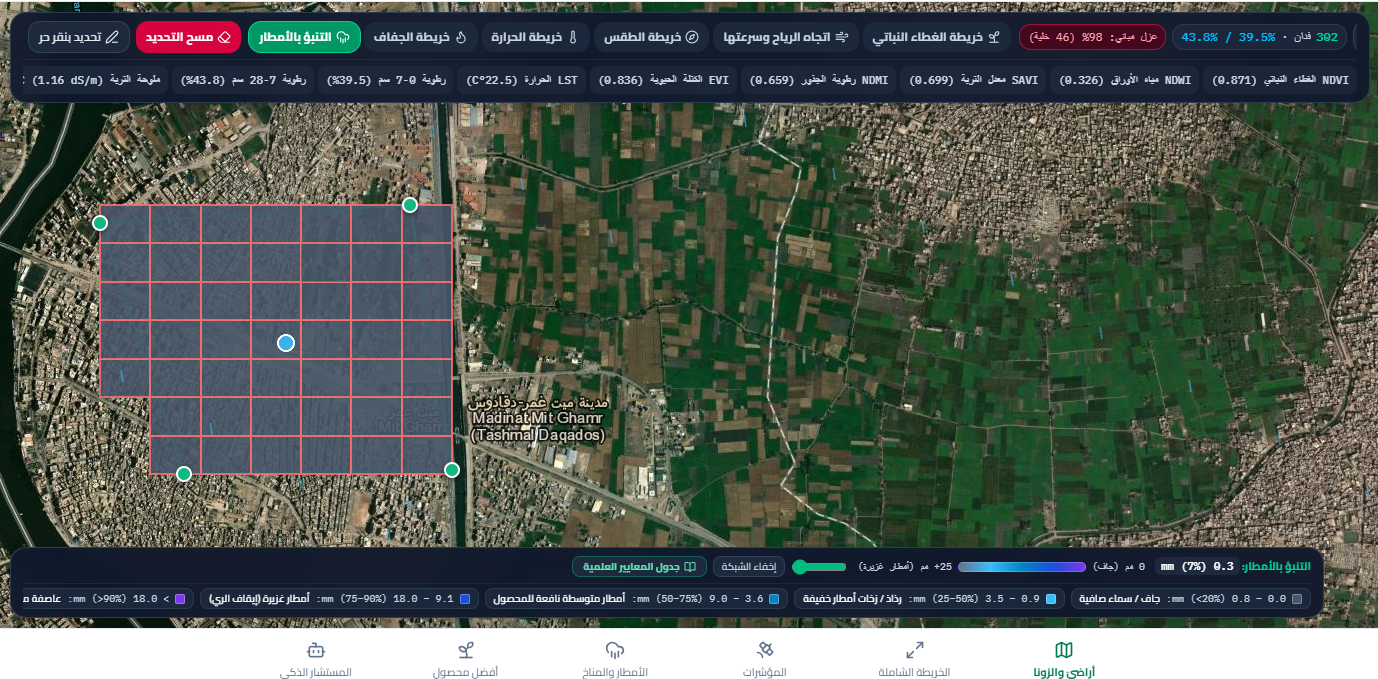 302 فدان · 39.5% / 43.8%
عزل مباني: 98% (46 خلية)
خريطة الغطاء النباتي
اتجاه الرياح وسرعتها
خريطة الطقس
خريطة الحرارة
خريطة الجفاف
التنبؤ بالأمطار
مسح التحديد
تحديد بنقر حر
NDVI الغطاء النباتي (0.871)
NDWI مياه الأوراق (0.326)
SAVI معدل التربة (0.699)
NDMI رطوبة الجذور (0.659)
EVI الكتلة الحيوية (0.836)
LST الحرارة (22.5°C)
رطوبة 0-7 سم (39.5%)
رطوبة 7-28 سم (43.8%)
ملوحة التربة (1.16 dS/m)
ميت غمر
Mit Ghamr
مدينة ميت غمر-دقادوس
Madinat Mit Ghamr
(Tashmal Daqados)
التنبؤ بالأمطار: 0.3 mm (7%)
0 مم (جاف)
25+ مم (أمطار غزيرة)
إخفاء الشبكة
جدول المعايير العلمية
0.0 – 0.8 mm (<20%): جاف / سماء صافية
0.9 – 3.5 mm (25–50%): رذاذ / زخات أمطار خفيفة
3.6 – 9.0 mm (50–75%): أمطار متوسطة نافعة للمحصول
9.1 – 18.0 mm (75–90%): أمطار غزيرة (إيقاف الري)
> 18.0 mm (>90%): عاصفة م
أراضيّ والزونا
الخريطة الشاملة
المؤشرات
الأمطار والمناخ
أفضل محصول
المستشار الذكي